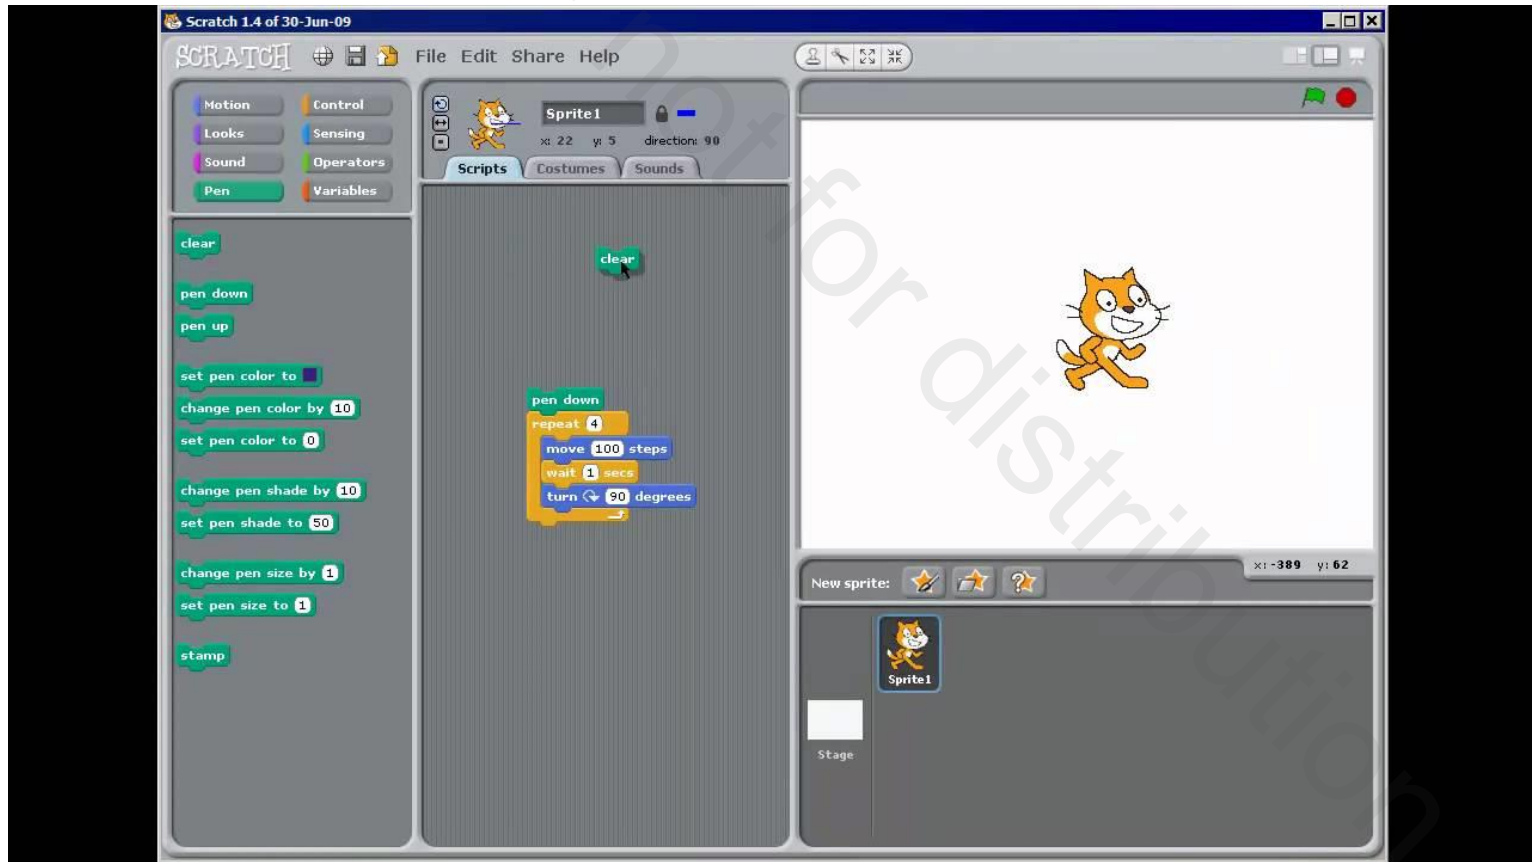 Scratch 1.4 of 30-Jun-09
SCRATCH File Edit Share Help
Motion Control
Looks Sensing
Sound Operators
Pen Variables
clear
pen down
pen up
set pen color to
change pen color by 10
set pen color to 0
change pen shade by 10
set pen shade to 50
change pen size by 1
set pen size to 1
stamp
Sprite1
x: 22 y: 5 direction: 90
Scripts Costumes Sounds
clear
pen down
repeat 4
move 100 steps
wait 1 secs
turn 90 degrees
x: -389 y: 62
New sprite:
Sprite1
Stage
not for distribution